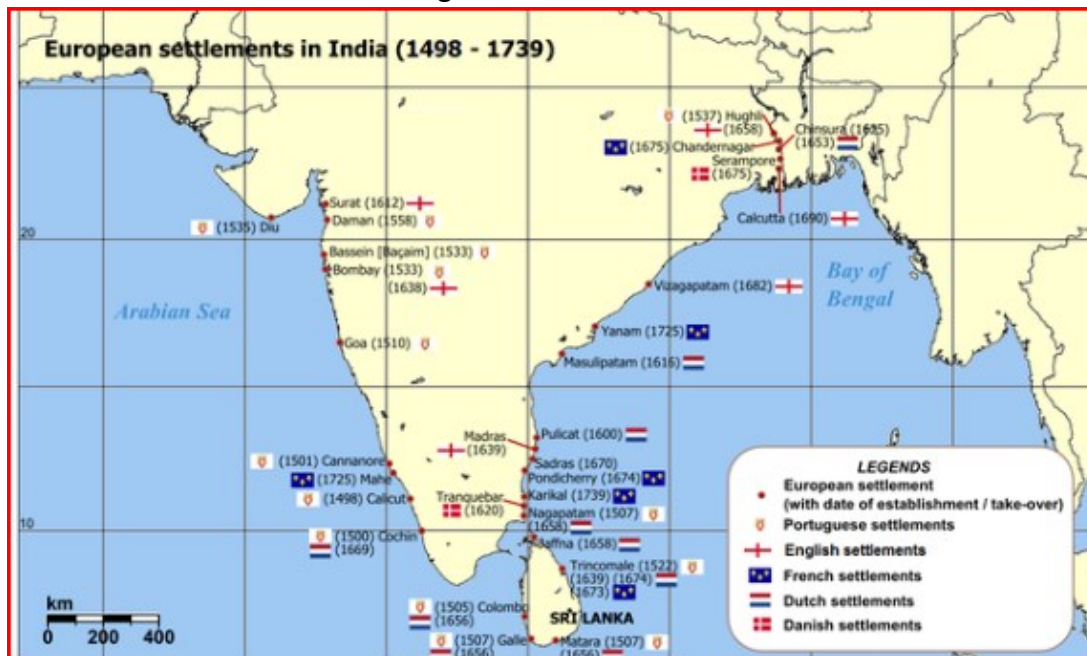 European settlements in India (1498 - 1739)
(1537) Hughli
(1658)
Chinsura (1625)
(1653)
(1675) Chandernagar
Serampore
(1675)
Calcutta (1690)
Surat (1612)
Daman (1558)
(1535) Diu
20
Bassein [Baçaim] (1533)
Bombay (1533)
(1638)
Bay of
Bengal
Vizagapatam (1682)
Arabian Sea
Yanam (1725)
Goa (1510)
Masulipatam (1616)
Pulicat (1600)
Madras
(1639)
Sadras (1670)
(1501) Cannanore
(1725) Mahe
Pondicherry (1674)
(1498) Calicut
Karikal (1739)
Tranquebar
(1620)
Nagapatam (1507)
(1658)
10
(1500) Cochin
(1669)
Jaffna (1658)
Trincomale (1522)
(1639) (1674)
(1673)
(1505) Colombo
(1656)
SRI LANKA
(1507) Galle
(1656)
Matara (1507)
(1656)
km
0 200 400
LEGENDS
European settlement
(with date of establishment / take-over)
Portuguese settlements
English settlements
French settlements
Dutch settlements
Danish settlements